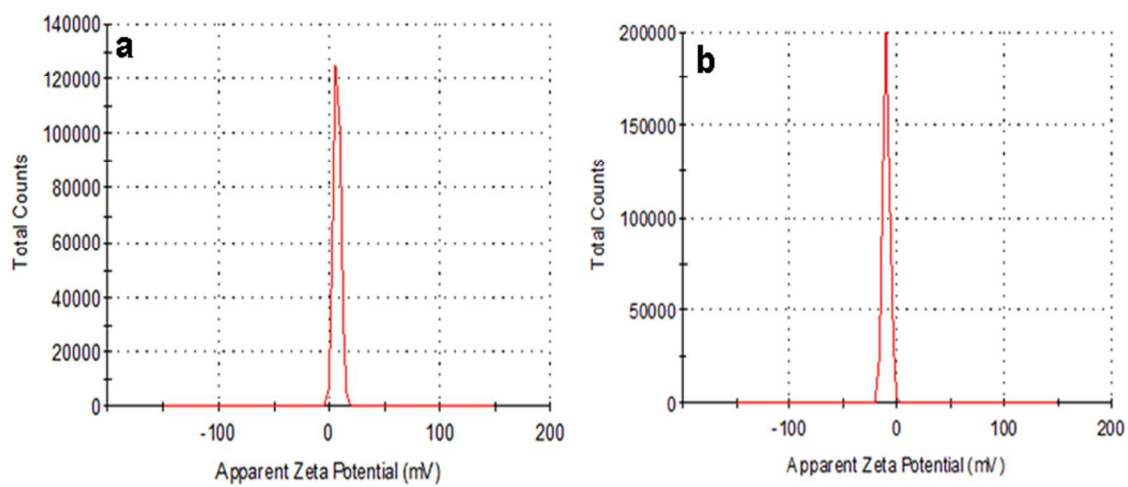 a
Total Counts
140000
120000
100000
80000
60000
40000
20000
0
-100 0 100 200
Apparent Zeta Potential (mV)
b
Total Counts
200000
150000
100000
50000
0
-100 0 100 200
Apparent Zeta Potential (mV)